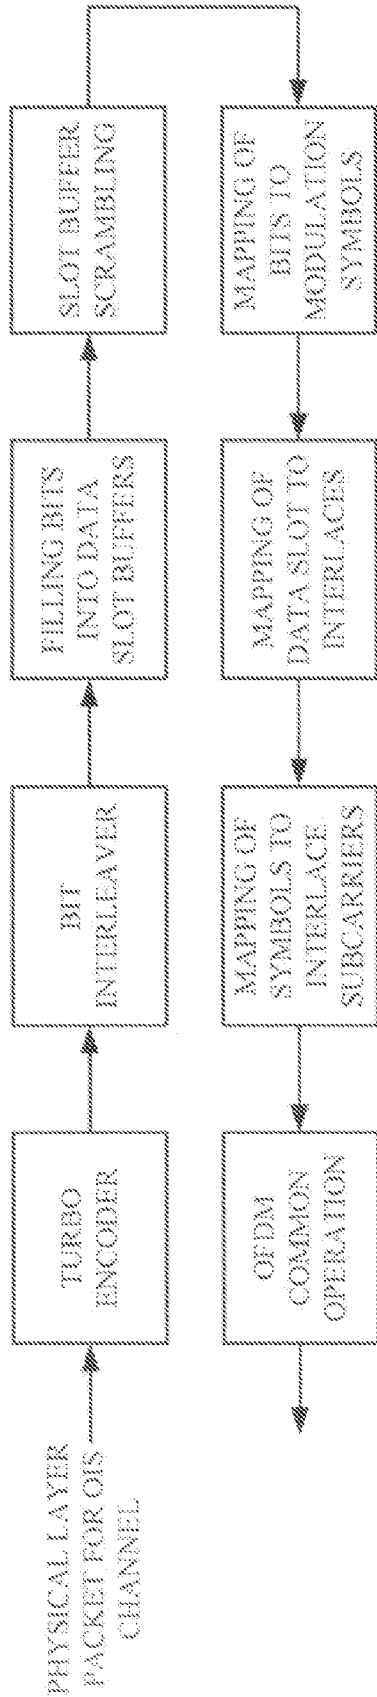 PHYSICAL LAYER
PACKET FOR OIS
CHANNEL
TURBO
ENCODER
BIT
INTERLEAVER
FILLING BITS
INTO DATA
SLOT BUFFERS
SLOT BUFFER
SCRAMBLING
MAPPING OF
BITS TO
MODULATION
SYMBOLS
MAPPING OF
DATA SLOT TO
INTERLACES
MAPPING OF
SYMBOLS TO
INTERLACE
SUBCARRIERS
OFDM
COMMON
OPERATION